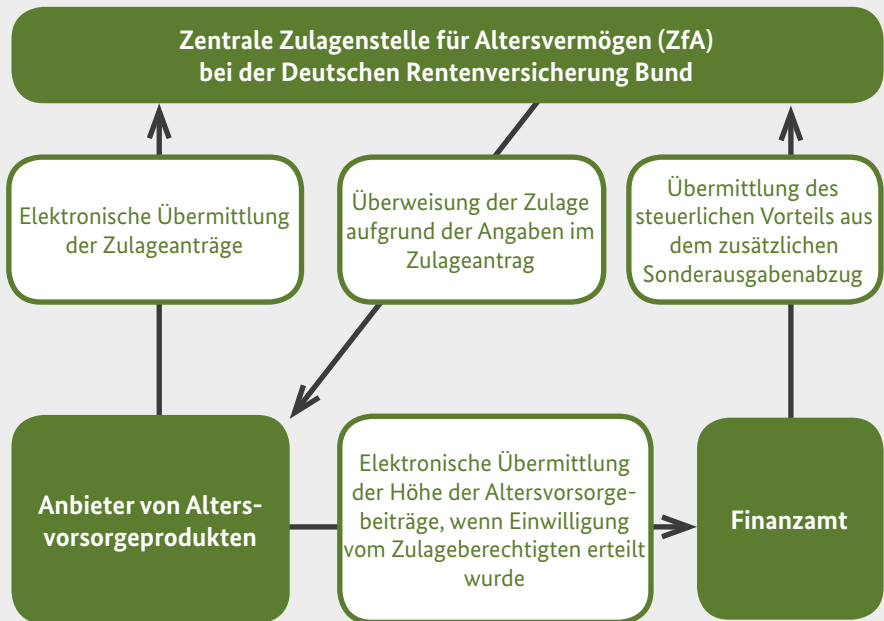 Zentrale Zulagenstelle für Altersvermögen (ZfA)
bei der Deutschen Rentenversicherung Bund
Elektronische Übermittlung
der Zulageanträge
Überweisung der Zulage
aufgrund der Angaben im
Zulageantrag
Übermittlung des
steuerlichen Vorteils aus
dem zusätzlichen
Sonderausgabenabzug
Anbieter von Alters-
vorsorgeprodukten
Elektronische Übermittlung
der Höhe der Altersvorsorge-
beiträge, wenn Einwilligung
vom Zulageberechtigten erteilt
wurde
Finanzamt